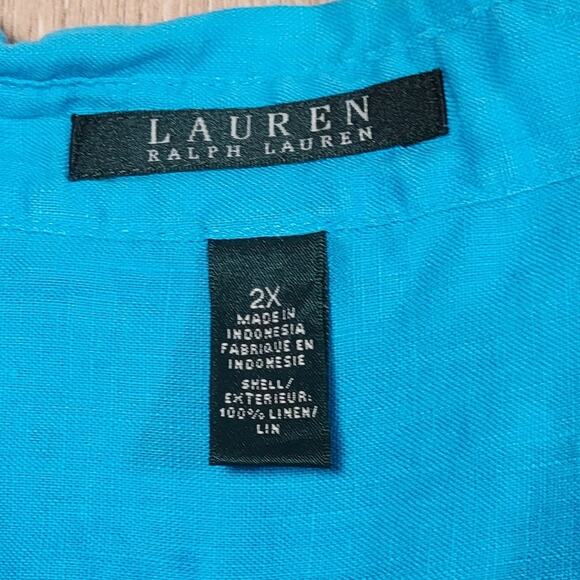 LAUREN
RALPH LAUREN
2X
MADE IN
INDONESIA
FABRIQUE EN
INDONESIE
SHELL/
EXTERIEUR:
100% LINEN/
LIN